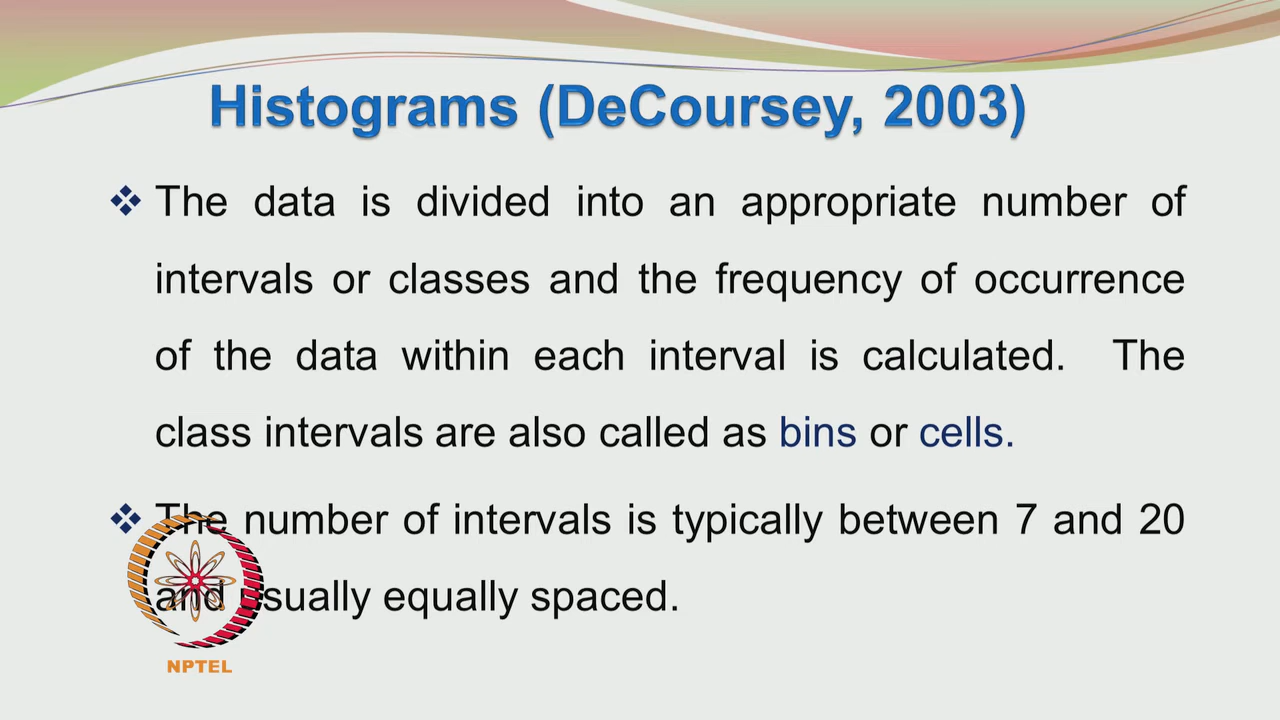 Histograms (DeCoursey, 2003)
❖ The data is divided into an appropriate number of
intervals or classes and the frequency of occurrence
of the data within each interval is calculated. The
class intervals are also called as bins or cells.
❖ The number of intervals is typically between 7 and 20
and usually equally spaced.
NPTEL